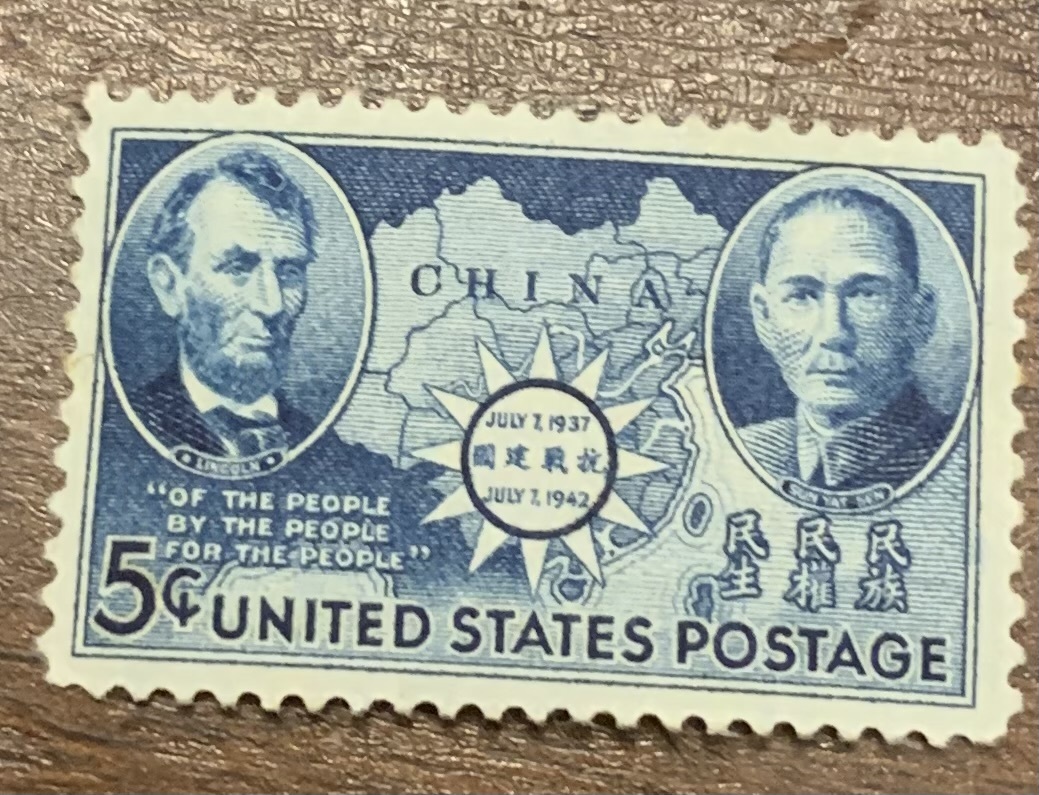 CHINA
LINCOLN
SUN YAT-SEN
JULY 7, 1937
國建戰抗
JULY 7, 1942
"OF THE PEOPLE
BY THE PEOPLE
FOR THE PEOPLE"
民族
民權
民生
5¢ UNITED STATES POSTAGE